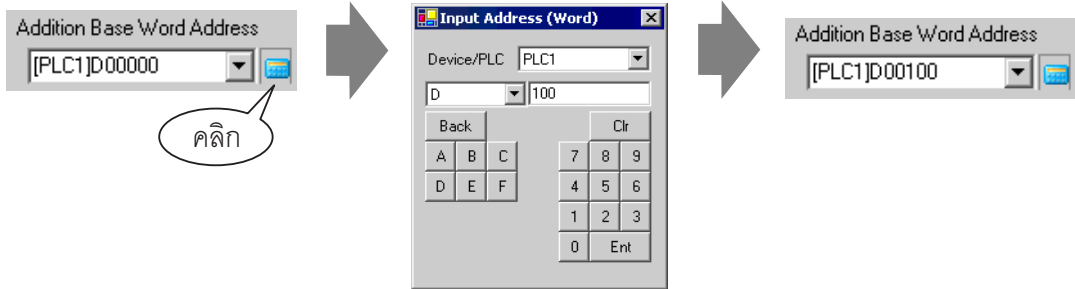 Addition Base Word Address
[PLC1]D00000
คลิก
Input Address (Word)
Device/PLC PLC1
D 100
Back Clr
A B C 7 8 9
D E F 4 5 6
1 2 3
0 Ent
Addition Base Word Address
[PLC1]D00100